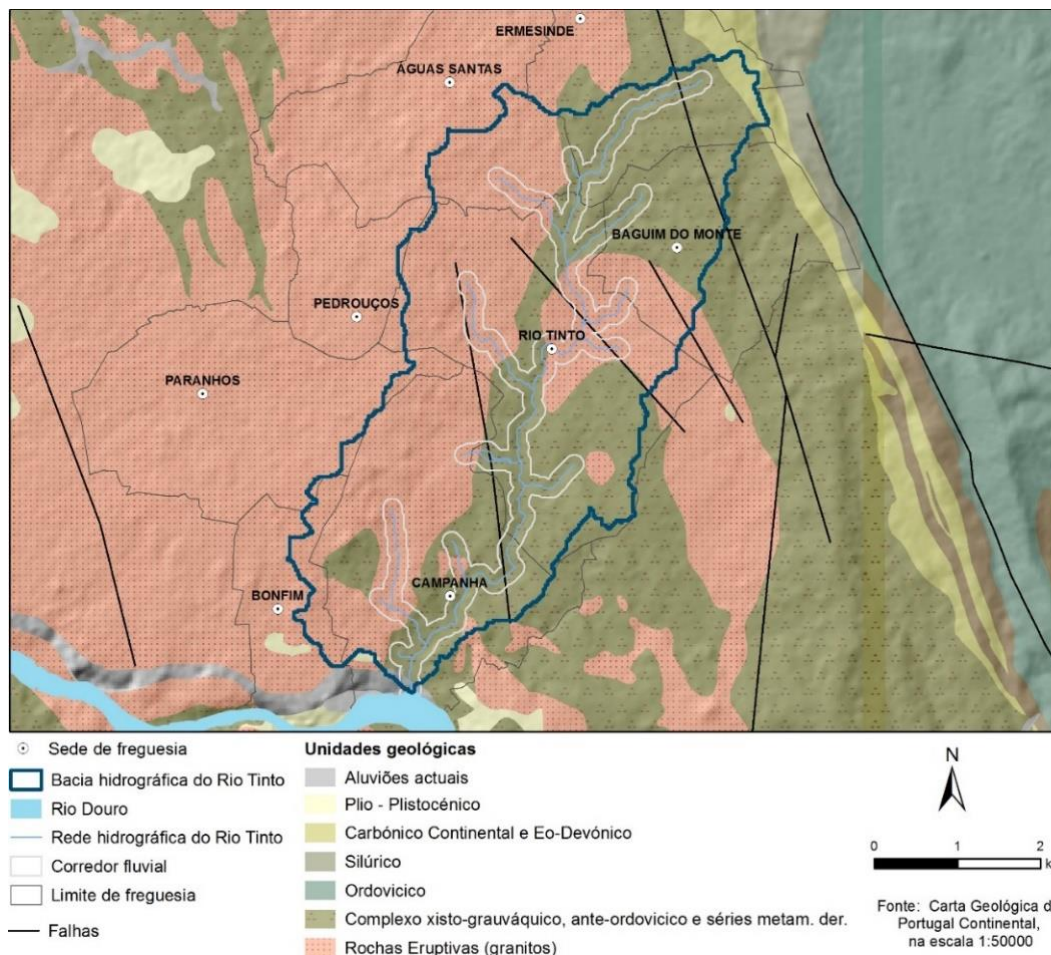 ERMESINDE
ÁGUAS SANTAS
BAGUIM DO MONTE
PEDROUÇOS
RIO TINTO
PARANHOS
CAMPANHA
BONFIM
Sede de freguesia
Bacia hidrográfica do Rio Tinto
Rio Douro
Rede hidrográfica do Rio Tinto
Corredor fluvial
Limite de freguesia
Falhas
Unidades geológicas
Aluviões actuais
Plio - Plistocénico
Carbónico Continental e Eo-Devónico
Silúrico
Ordovicico
Complexo xisto-grauváquico, ante-ordovicico e séries metam. der.
Rochas Eruptivas (granitos)
N
0 1 2
k
Fonte: Carta Geológica d
Portugal Continental,
na escala 1:50000